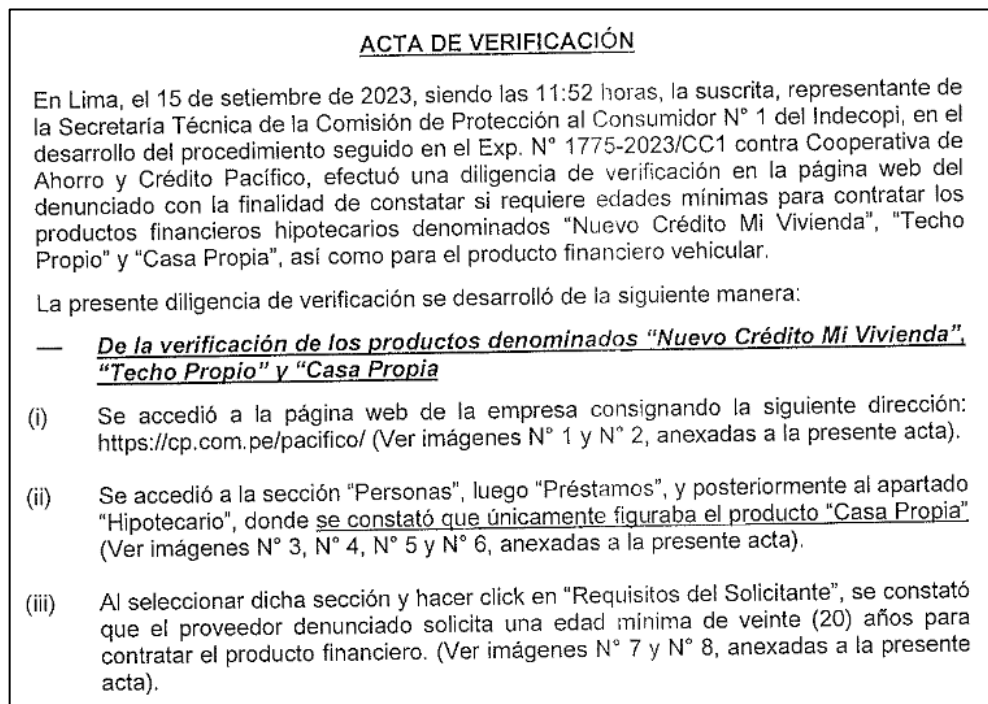 ACTA DE VERIFICACIÓN
En Lima, el 15 de setiembre de 2023, siendo las 11:52 horas, la suscrita, representante de
la Secretaría Técnica de la Comisión de Protección al Consumidor N° 1 del Indecopi, en el
desarrollo del procedimiento seguido en el Exp. N° 1775-2023/CC1 contra Cooperativa de
Ahorro y Crédito Pacífico, efectuó una diligencia de verificación en la página web del
denunciado con la finalidad de constatar si requiere edades mínimas para contratar los
productos financieros hipotecarios denominados “Nuevo Crédito Mi Vivienda”, "Techo
Propio" y “Casa Propia”, así como para el producto financiero vehicular.
La presente diligencia de verificación se desarrolló de la siguiente manera:
— De la verificación de los productos denominados “Nuevo Crédito Mi Vivienda”,
“Techo Propio” y “Casa Propia
(i) Se accedió a la página web de la empresa consignando la siguiente dirección:
https://cp.com.pe/pacifico/ (Ver imágenes N° 1 y N° 2, anexadas a la presente acta).
(ii) Se accedió a la sección “Personas”, luego “Préstamos”, y posteriormente al apartado
“Hipotecario”, donde se constató que únicamente figuraba el producto “Casa Propia”
(Ver imágenes N° 3, N° 4, N° 5 y N° 6, anexadas a la presente acta).
(iii) Al seleccionar dicha sección y hacer click en “Requisitos del Solicitante”, se constató
que el proveedor denunciado solicita una edad mínima de veinte (20) años para
contratar el producto financiero. (Ver imágenes N° 7 y N° 8, anexadas a la presente
acta).